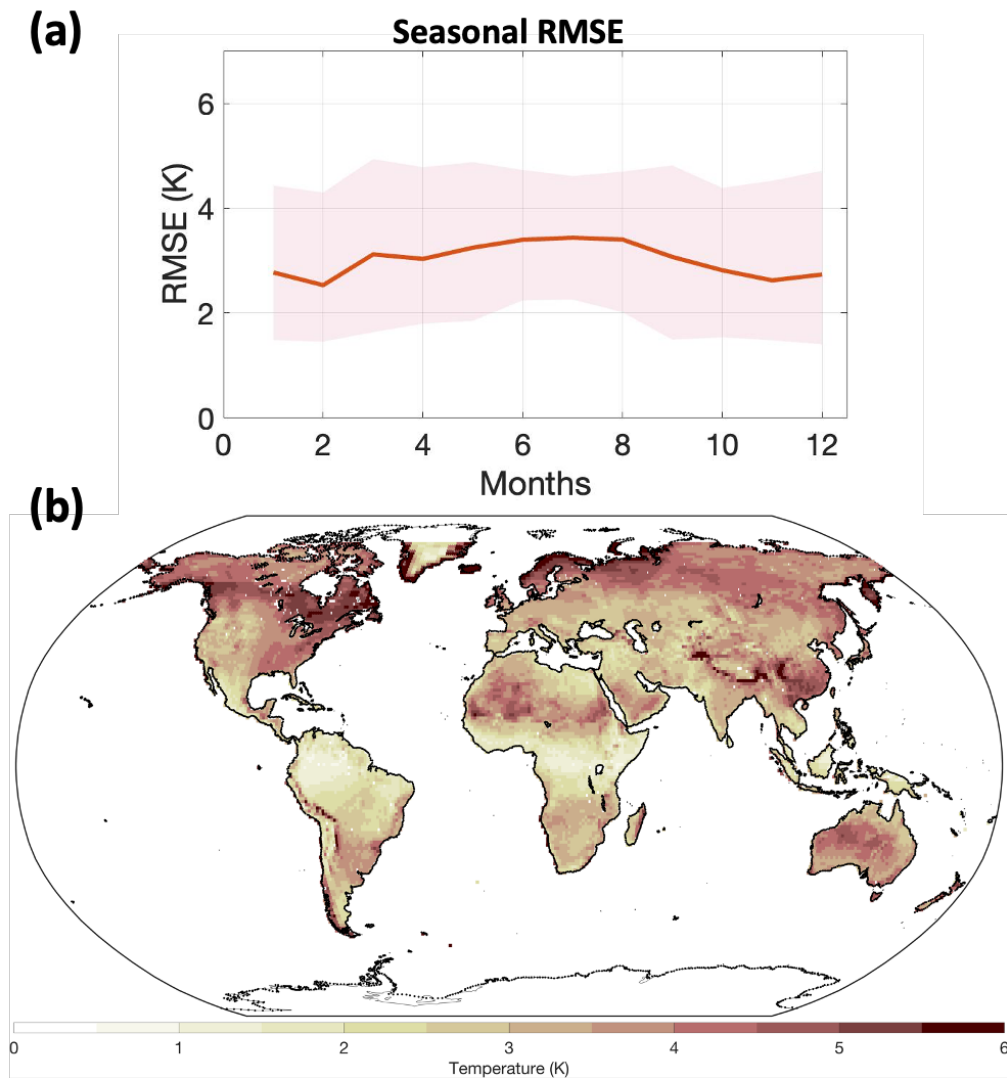 (a)
Seasonal RMSE
RMSE (K)
6
4
2
0
0 2 4 6 8 10 12
Months
(b)
0 1 2 3 4 5 6
Temperature (K)